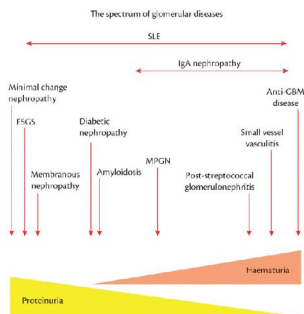 The spectrum of glomerular diseases
SLE
IgA nephropathy
Minimal change
nephropathy
Anti-GBM
disease
FSGS
Diabetic
nephropathy
Small vessel
vasculitis
Membranous
nephropathy
Amyloidosis
MPGN
Post-streptococcal
glomerulonephritis
Haematuria
Proteinuria